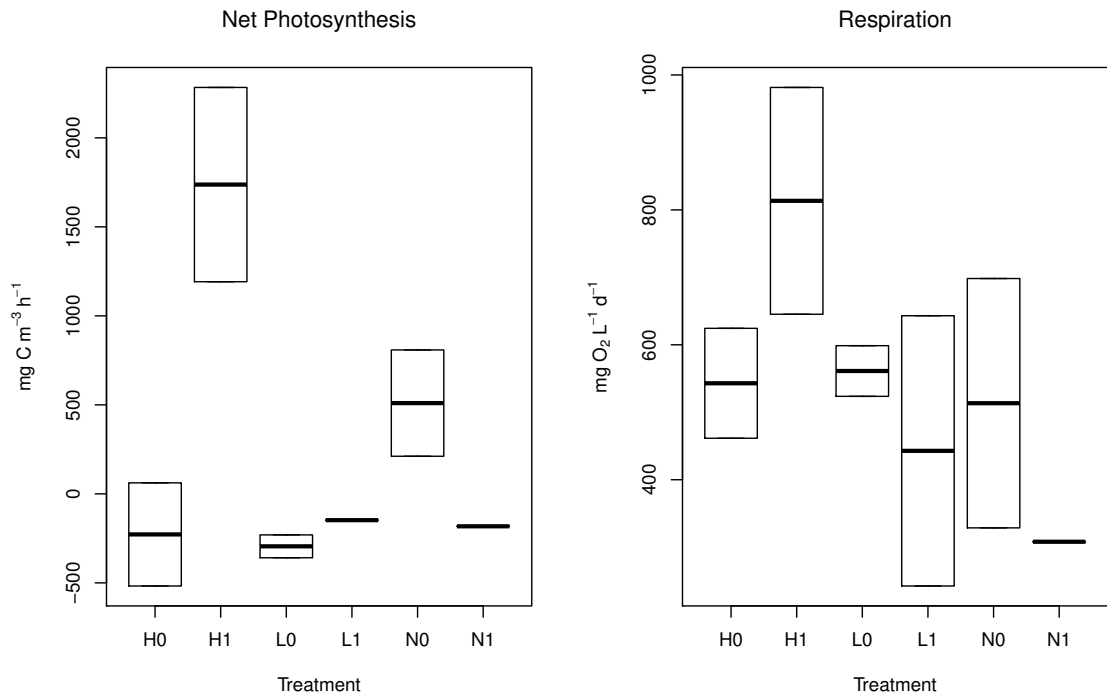 Net Photosynthesis
mg C m⁻³ h⁻¹
2000
1500
1000
500
0
−500
H0 H1 L0 L1 N0 N1
Treatment
Respiration
mg O₂ L⁻¹ d⁻¹
1000
800
600
400
H0 H1 L0 L1 N0 N1
Treatment